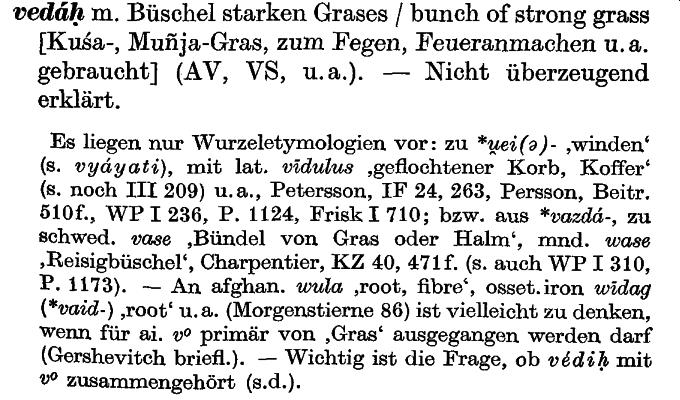 vedáḥ m. Büschel starken Grases / bunch of strong grass
[Kuśa-, Muñja-Gras, zum Fegen, Feueranmachen u. a.
gebraucht] (AV, VS, u. a.). — Nicht überzeugend
erklärt.
Es liegen nur Wurzeletymologien vor: zu *u̯ei(ə)- ‚winden‘
(s. vyáyati), mit lat. vīdulus ‚geflochtener Korb, Koffer‘
(s. noch III 209) u. a., Petersson, IF 24, 263, Persson, Beitr.
510f., WP I 236, P. 1124, Frisk I 710; bzw. aus *vazdá-, zu
schwed. vase ‚Bündel von Gras oder Halm‘, mnd. wase
‚Reisigbüschel‘, Charpentier, KZ 40, 471f. (s. auch WP I 310,
P. 1173). — An afghan. wula ‚root, fibre‘, osset. iron wīdag
(*vaid-) ‚root‘ u. a. (Morgenstierne 86) ist vielleicht zu denken,
wenn für ai. v⁰ primär von ‚Gras‘ ausgegangen werden darf
(Gershevitch briefl.). — Wichtig ist die Frage, ob védiḥ mit
v⁰ zusammengehört (s. d.).